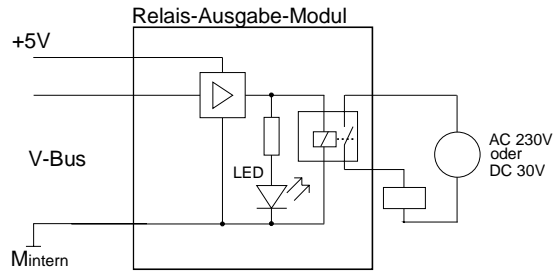 Relais-Ausgabe-Modul
+5V
V-Bus
LED
AC 230V
oder
DC 30V
Mintern